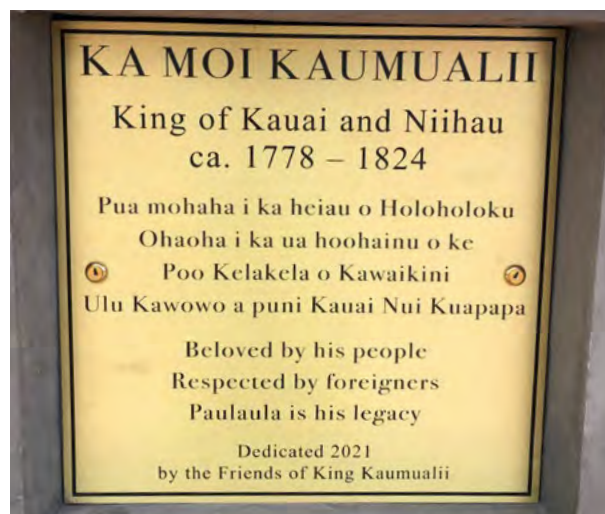 KA MOI KAUMUALII
King of Kauai and Niihau
ca. 1778 – 1824
Pua mohaha i ka heiau o Holoholoku
Ohaoha i ka ua hoohainu o ke
Poo Kelakela o Kawaikini
Ulu Kawowo a puni Kauai Nui Kuapapa
Beloved by his people
Respected by foreigners
Paulaula is his legacy
Dedicated 2021
by the Friends of King Kaumualii